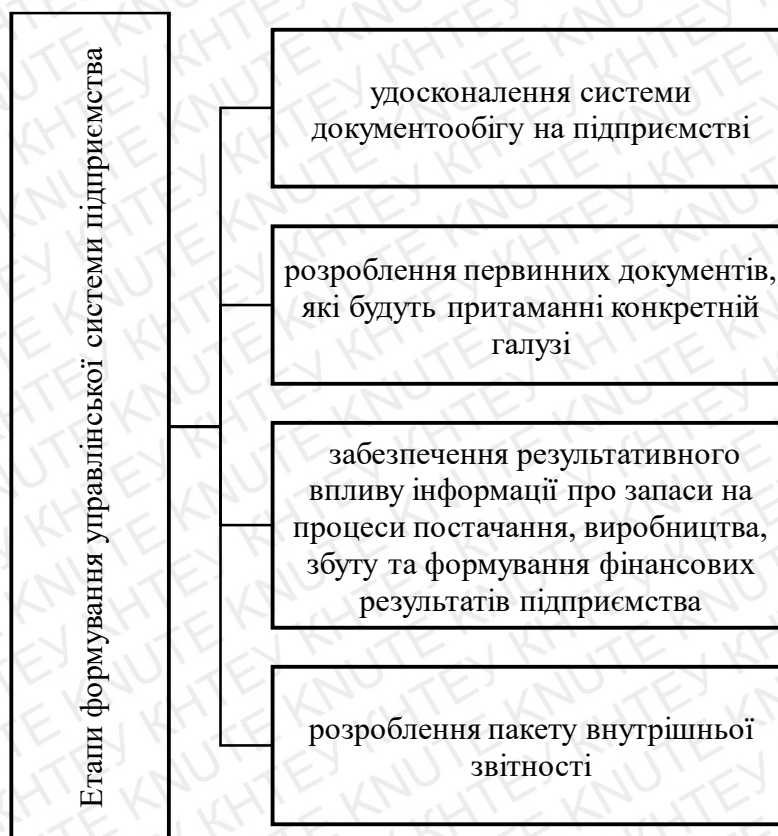 Етапи формування управлінської системи підприємства
удосконалення системи
документообігу на підприємстві
розроблення первинних документів,
які будуть притаманні конкретній
галузі
забезпечення результативного
впливу інформації про запаси на
процеси постачання, виробництва,
збуту та формування фінансових
результатів підприємства
розроблення пакету внутрішньої
звітності